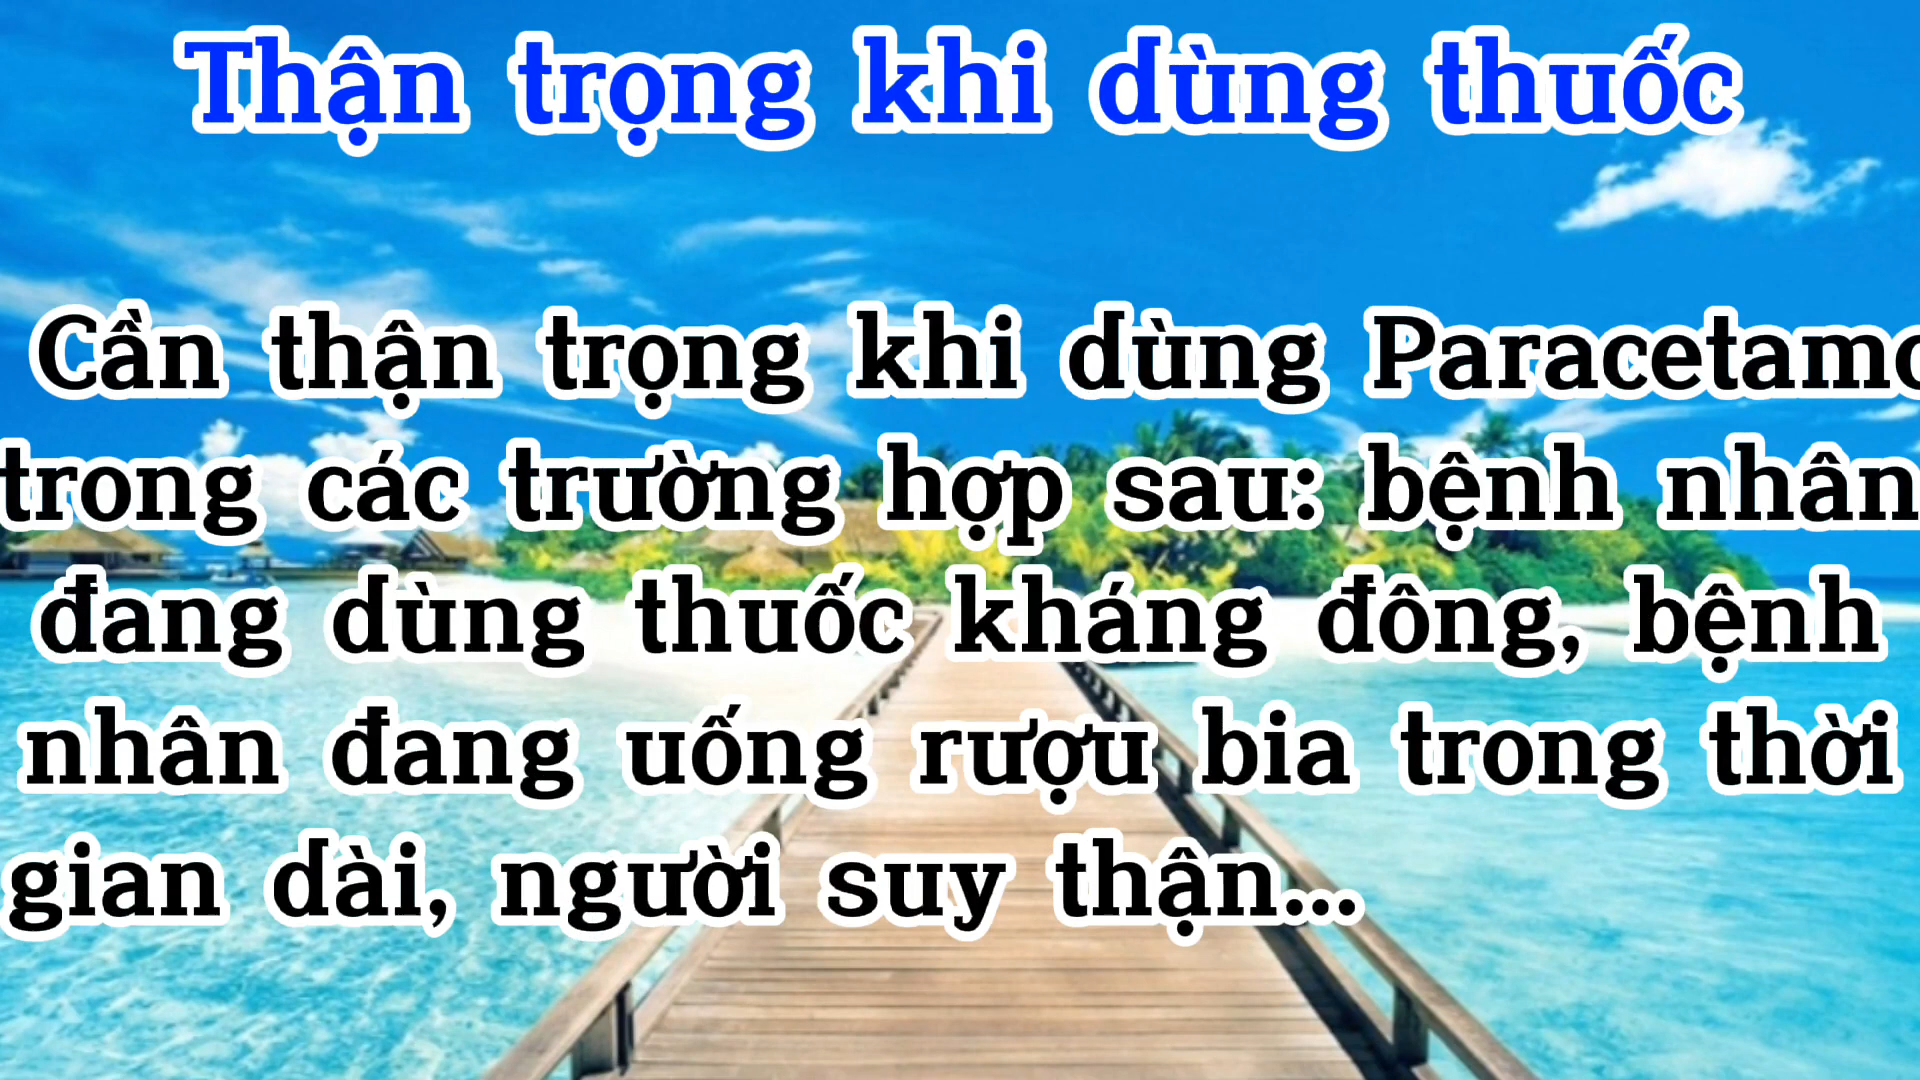 Thận trọng khi dùng thuốc
Cần thận trọng khi dùng Paracetamo
trong các trường hợp sau: bệnh nhân
đang dùng thuốc kháng đông, bệnh
nhân đang uống rượu bia trong thời
gian dài, người suy thận...